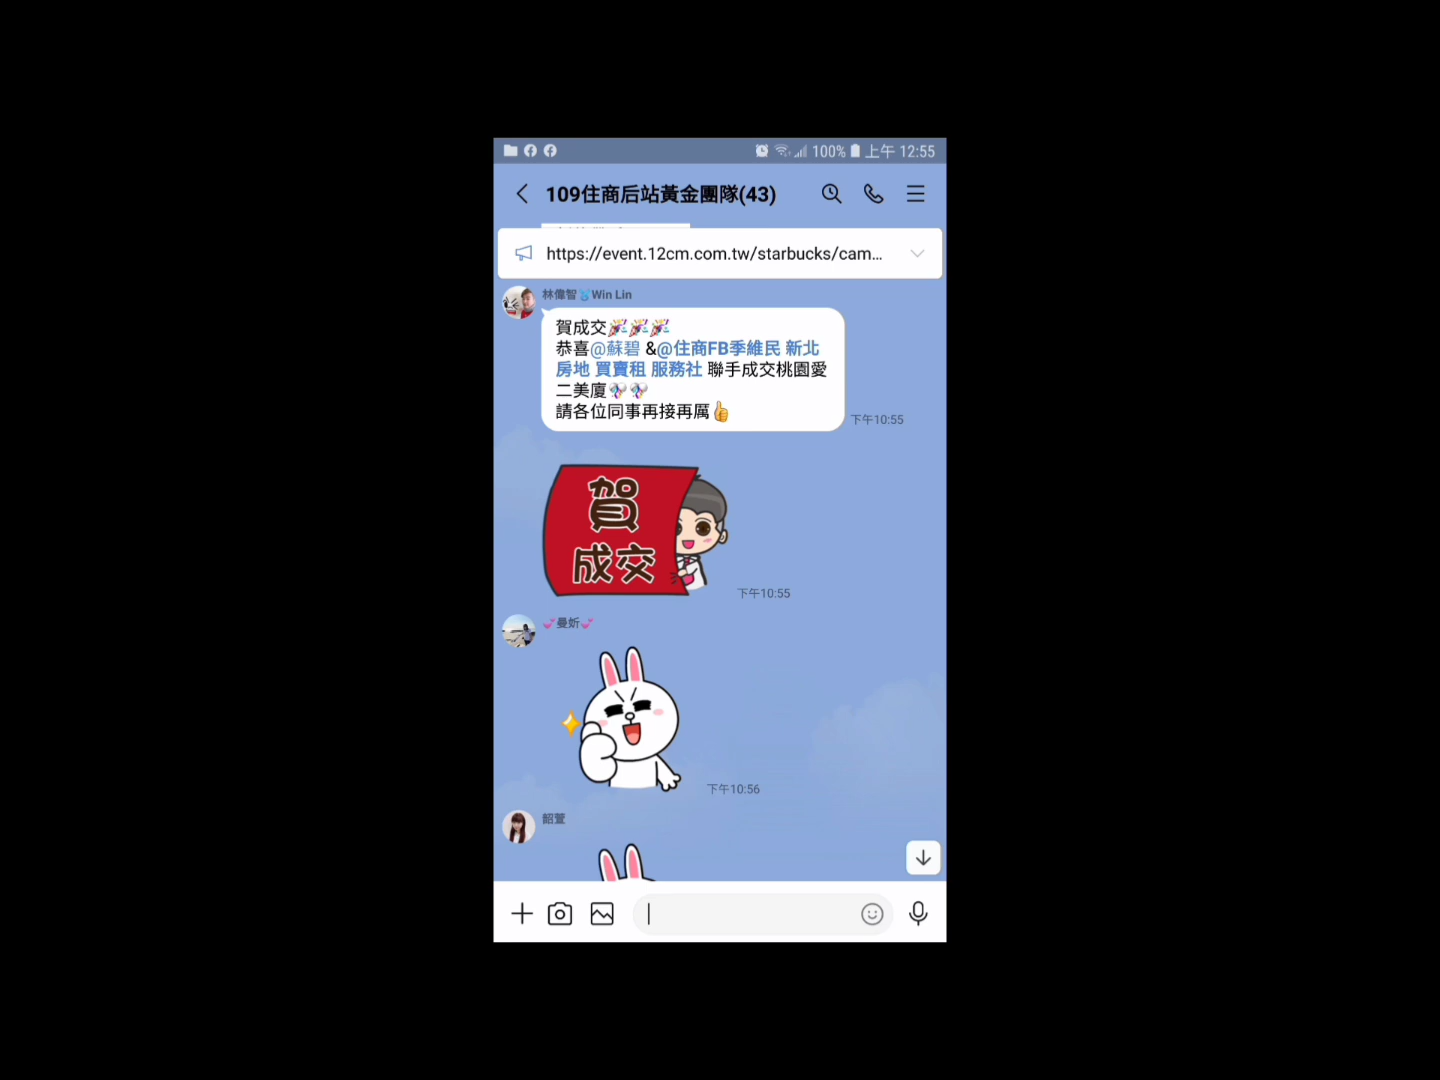 100% 上午 12:55
109住商后站黃金團隊(43)
https://event.12cm.com.tw/starbucks/cam...
林偉智Win Lin
賀成交🎉🎉🎉
恭喜@蘇碧 &@住商FB季維民 新北
房地 買賣租 服務社 聯手成交桃園愛
二美廈🎊🎊
請各位同事再接再厲👍
下午10:55
賀
成交
下午10:55
💕曼妡💕
下午10:56
韶萱